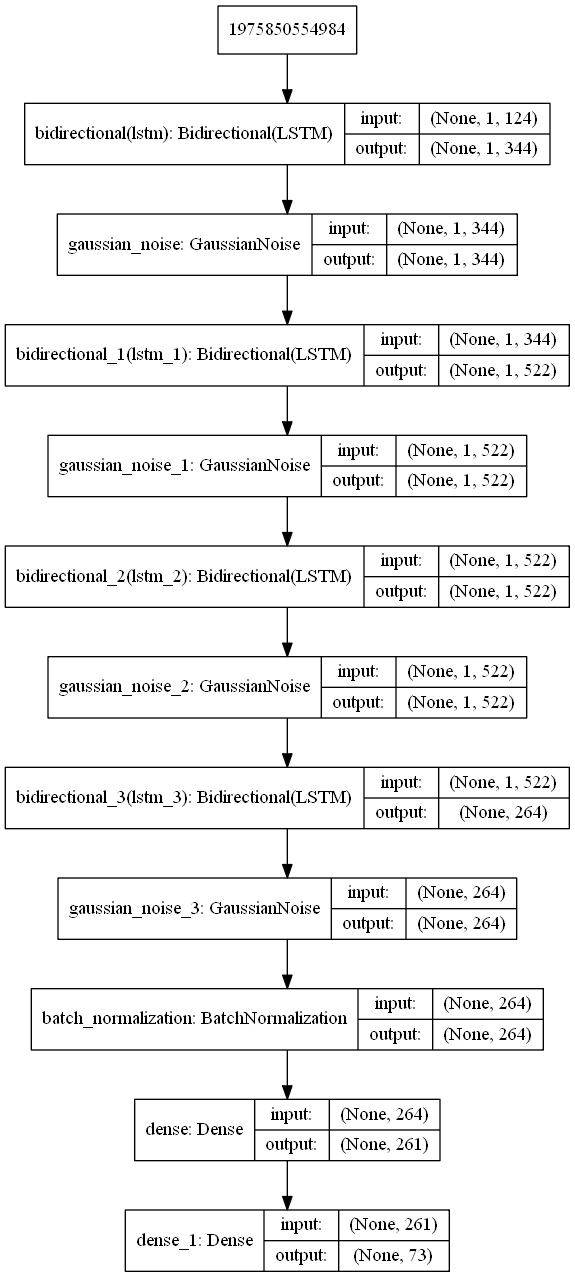 1975850554984
bidirectional(lstm): Bidirectional(LSTM)
input: (None, 1, 124)
output: (None, 1, 344)
gaussian_noise: GaussianNoise
input: (None, 1, 344)
output: (None, 1, 344)
bidirectional_1(lstm_1): Bidirectional(LSTM)
input: (None, 1, 344)
output: (None, 1, 522)
gaussian_noise_1: GaussianNoise
input: (None, 1, 522)
output: (None, 1, 522)
bidirectional_2(lstm_2): Bidirectional(LSTM)
input: (None, 1, 522)
output: (None, 1, 522)
gaussian_noise_2: GaussianNoise
input: (None, 1, 522)
output: (None, 1, 522)
bidirectional_3(lstm_3): Bidirectional(LSTM)
input: (None, 1, 522)
output: (None, 264)
gaussian_noise_3: GaussianNoise
input: (None, 264)
output: (None, 264)
batch_normalization: BatchNormalization
input: (None, 264)
output: (None, 264)
dense: Dense
input: (None, 264)
output: (None, 261)
dense_1: Dense
input: (None, 261)
output: (None, 73)